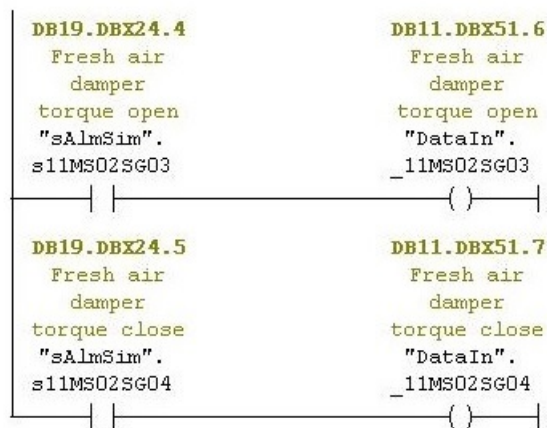 DB19.DBX24.4
Fresh air
damper
torque open
"sAlmSim".
s11MS02SG03
DB11.DBX51.6
Fresh air
damper
torque open
"DataIn".
_11MS02SG03
DB19.DBX24.5
Fresh air
damper
torque close
"sAlmSim".
s11MS02SG04
DB11.DBX51.7
Fresh air
damper
torque close
"DataIn".
_11MS02SG04